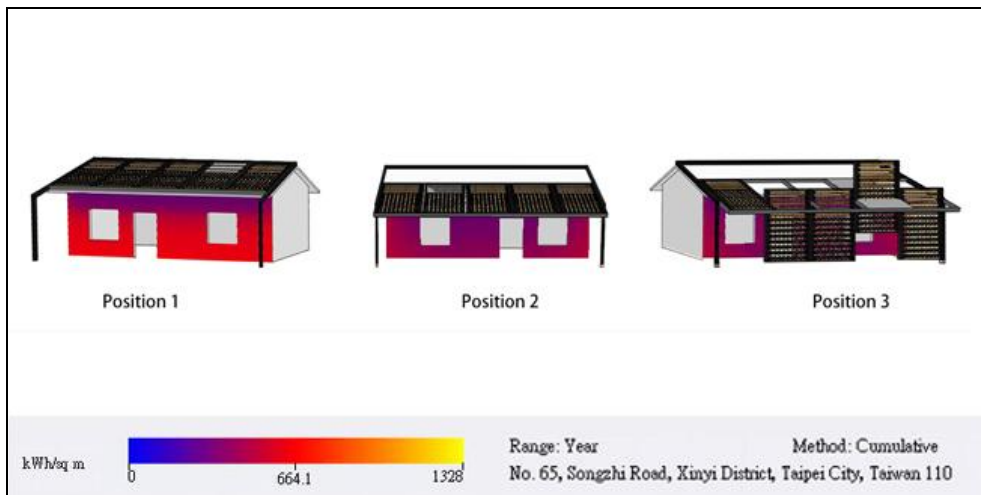 Position 1
Position 2
Position 3
kWh/sq m
0
664.1
1328
Range: Year
Method: Cumulative
No. 65, Songzhi Road, Xinyi District, Taipei City, Taiwan 110